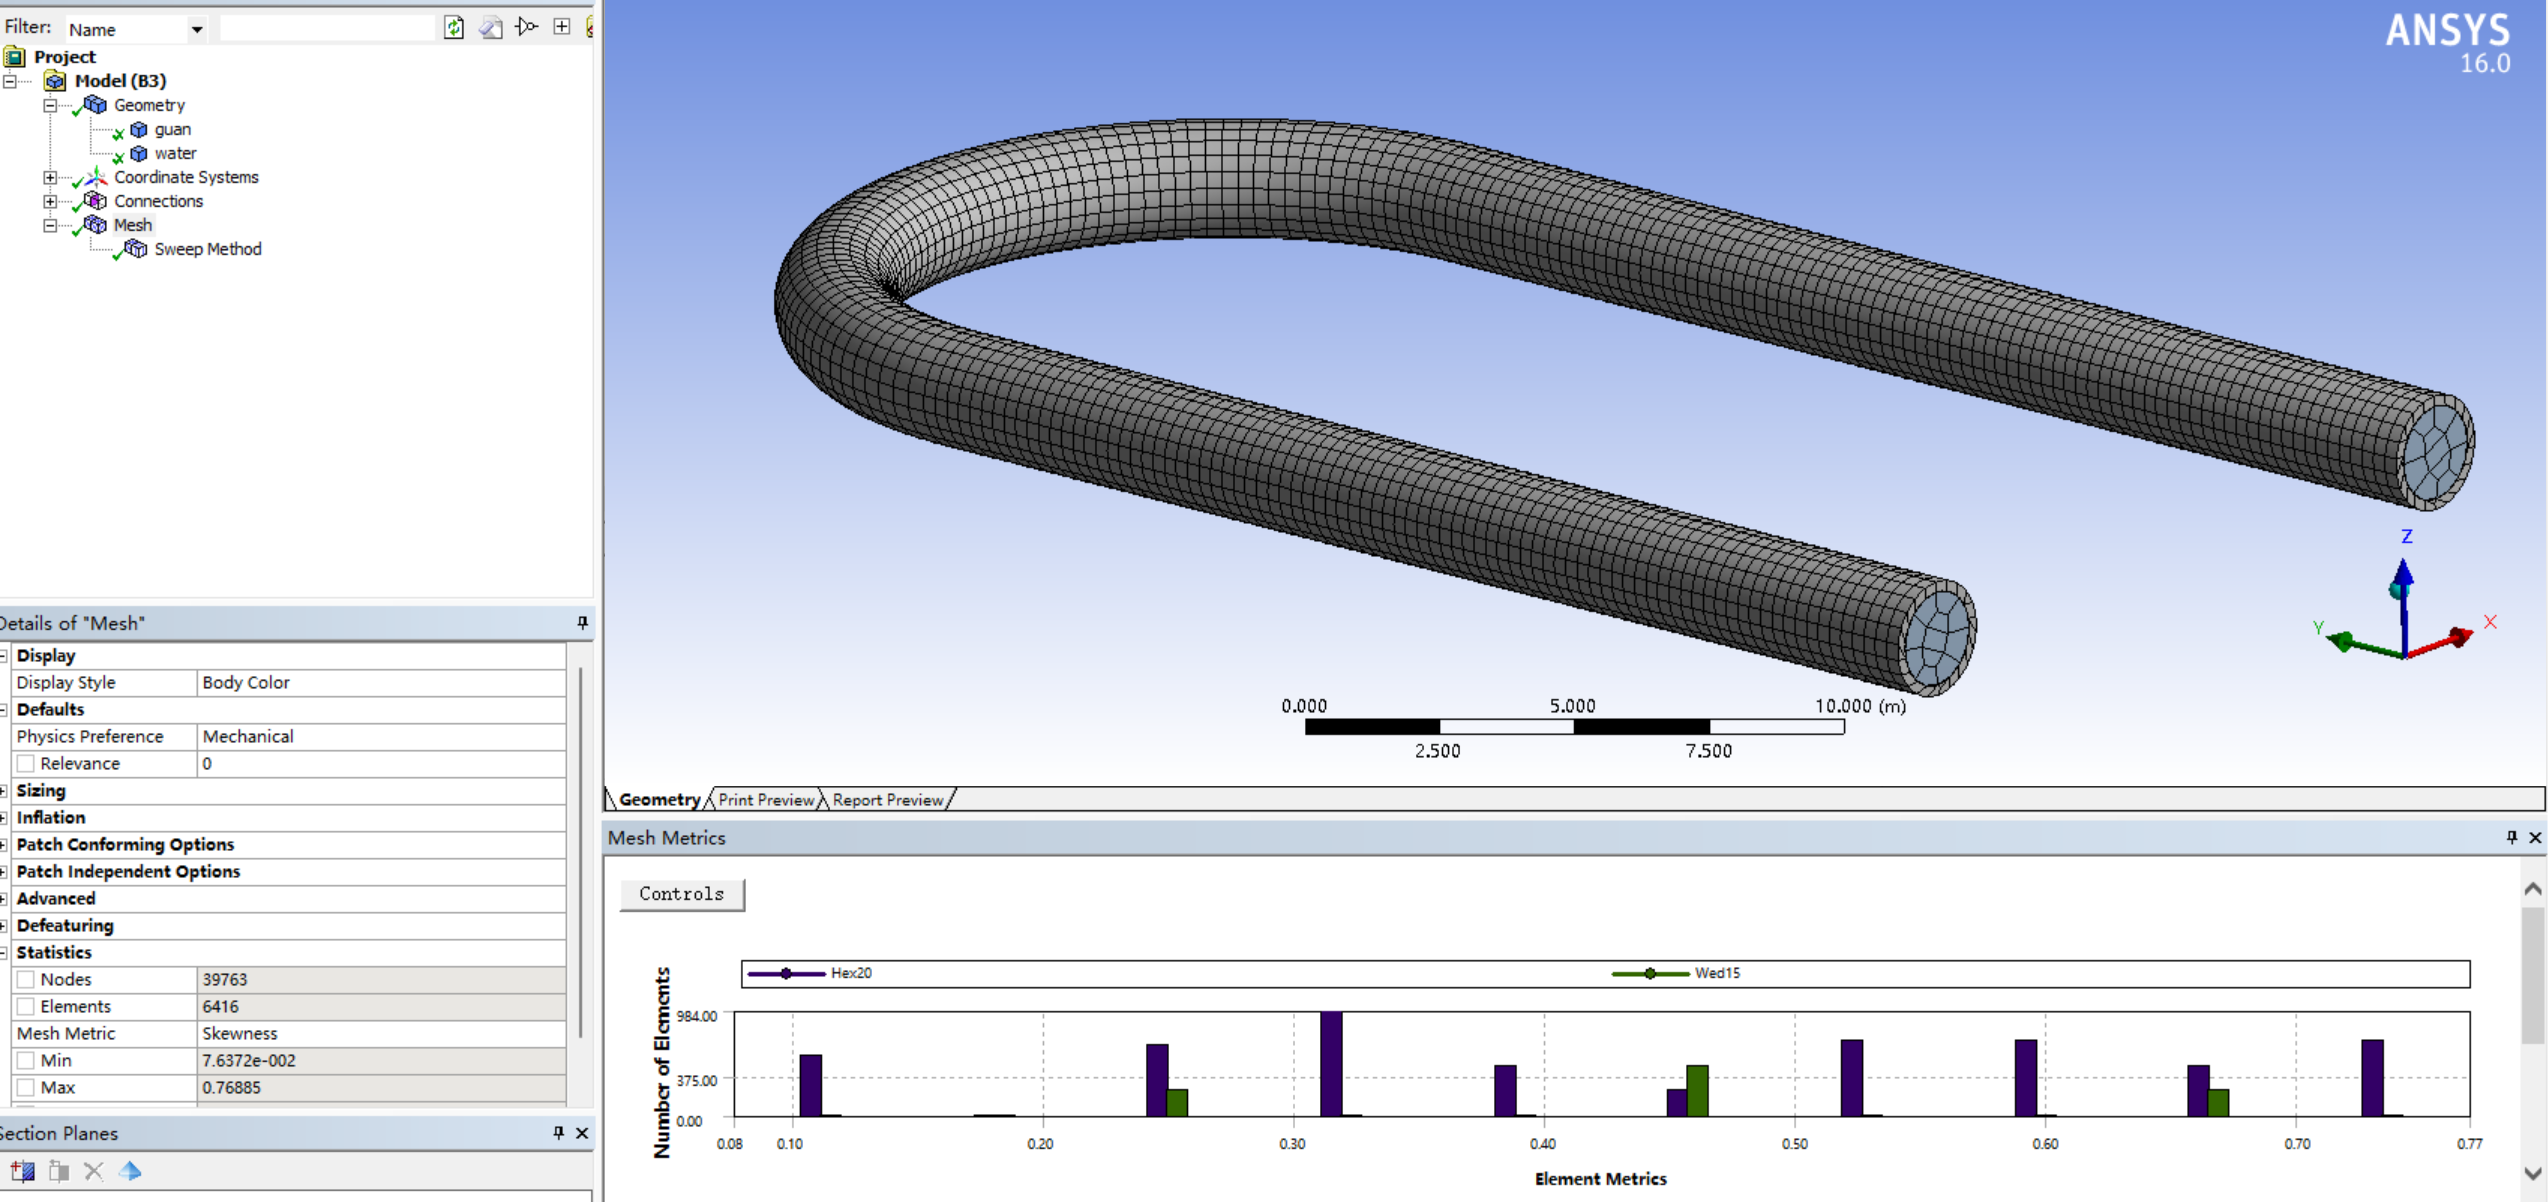 Filter: Name
Project
Model (B3)
Geometry
guan
water
Coordinate Systems
Connections
Mesh
Sweep Method
Details of "Mesh"
Display
Display Style Body Color
Defaults
Physics Preference Mechanical
Relevance 0
Sizing
Inflation
Patch Conforming Options
Patch Independent Options
Advanced
Defeaturing
Statistics
Nodes 39763
Elements 6416
Mesh Metric Skewness
Min 7.6372e-002
Max 0.76885
Section Planes
ANSYS
16.0
Z
Y
X
0.000 5.000 10.000 (m)
2.500 7.500
Geometry Print Preview Report Preview
Mesh Metrics
Controls
Hex20 Wed15
Number of Elements
984.00
375.00
0.00
0.08 0.10 0.20 0.30 0.40 0.50 0.60 0.70 0.77
Element Metrics